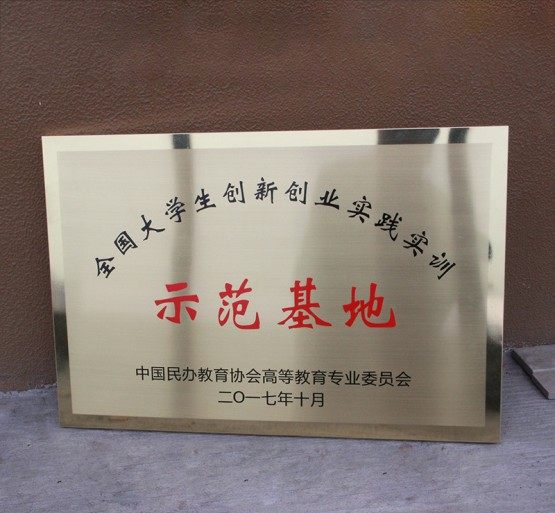 全国大学生创新创业实践实训
示范基地
中国民办教育协会高等教育专业委员会
二O一七年十月